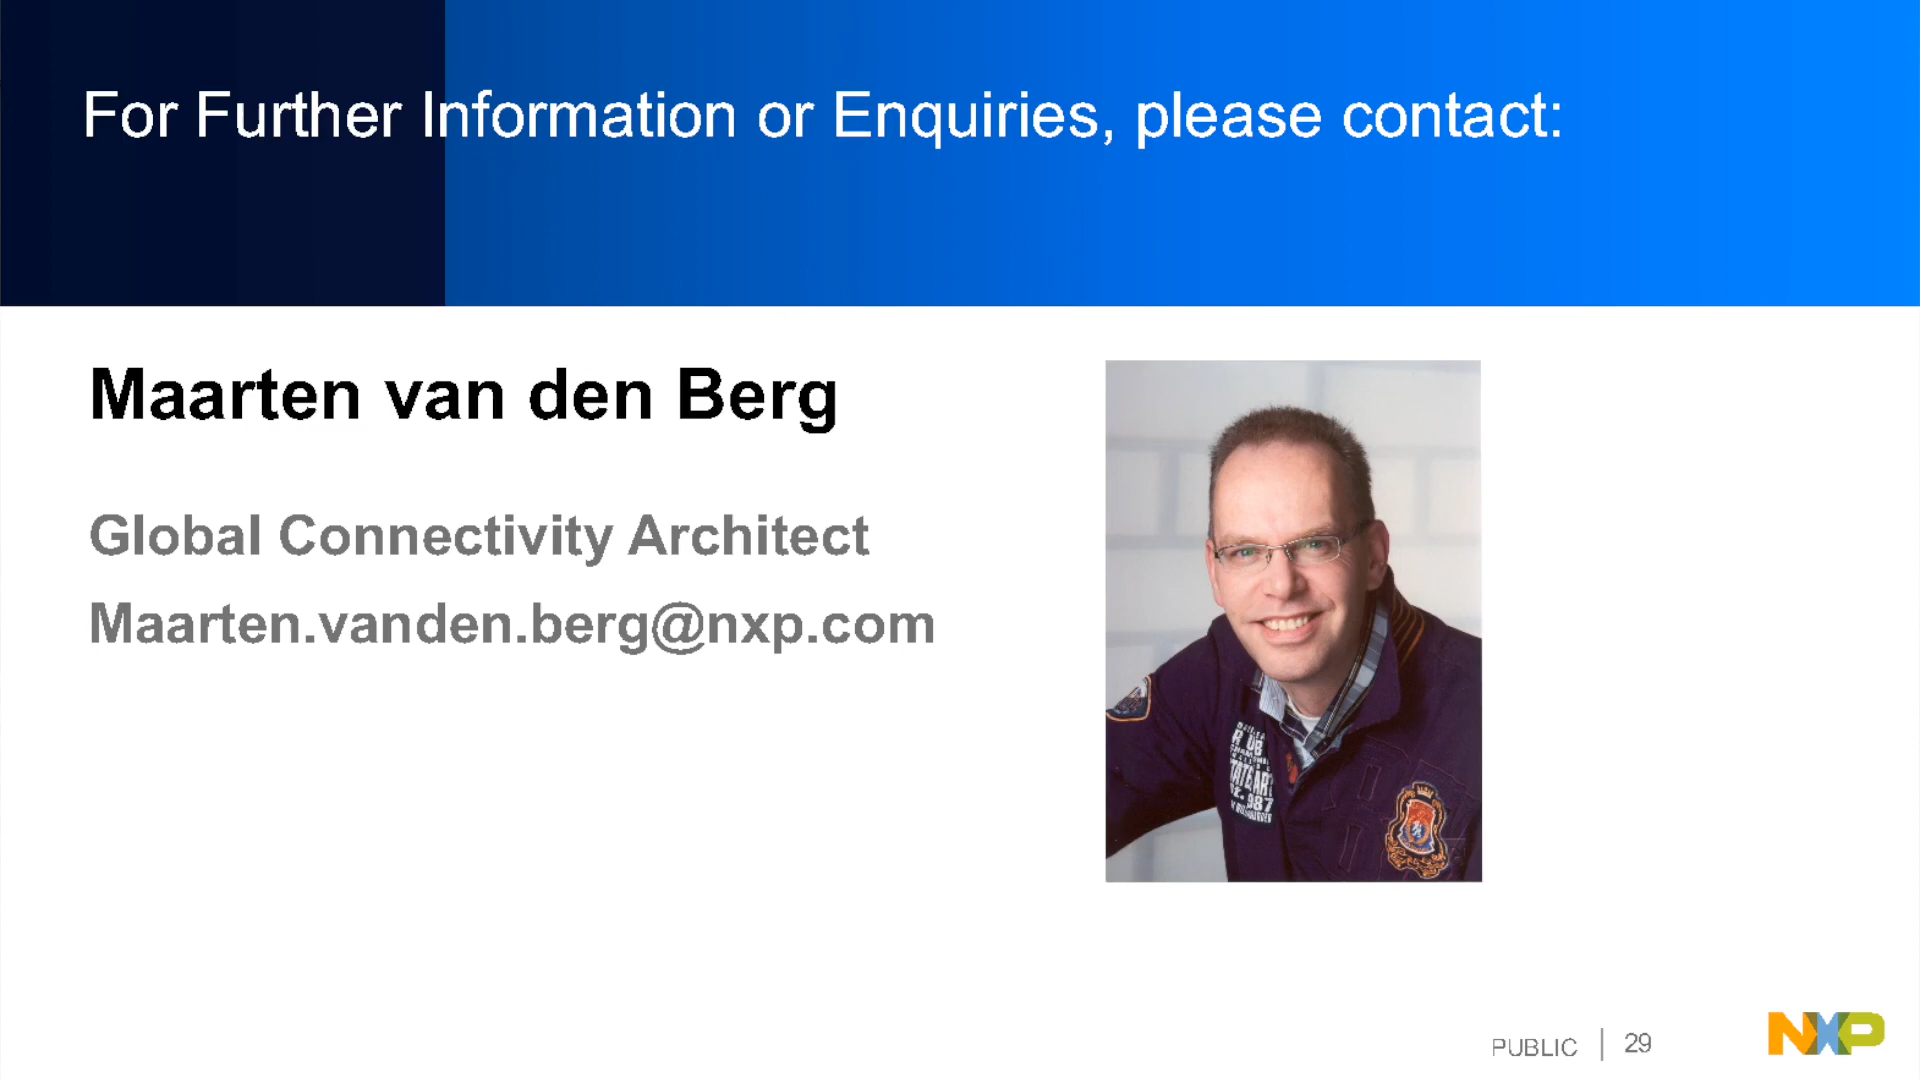 For Further Information or Enquiries, please contact:
Maarten van den Berg
Global Connectivity Architect
Maarten.vanden.berg@nxp.com
PUBLIC | 29
NXP